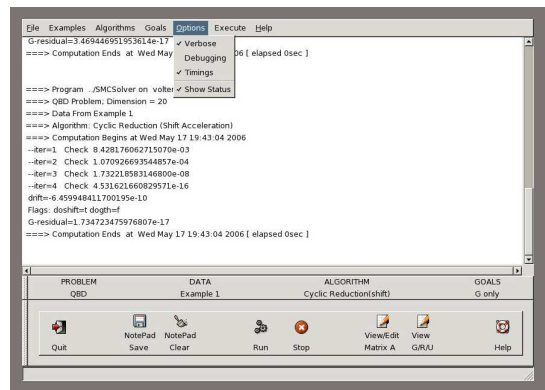 File Examples Algorithms Goals Options Execute Help
G-residual=3.469446951953614e-17
✓ Verbose
===> Computation Ends at Wed May 06 [ elapsed 0sec ]
Debugging
✓ Timings
===> Program ../SMCSolver on volte
✓ Show Status
===> QBD Problem; Dimension = 20
===> Data From Example 1
===> Algorithm: Cyclic Reduction (Shift Acceleration)
===> Computation Begins at Wed May 17 19:43:04 2006
--iter=1 Check 8.428176062715070e-03
--iter=2 Check 1.070926693544857e-04
--iter=3 Check 1.732218583146800e-08
--iter=4 Check 4.531621660829571e-16
drift=-6.459948411700195e-10
Flags: doshift=t dogth=f
G-residual=1.734723475976807e-17
===> Computation Ends at Wed May 17 19:43:04 2006 [ elapsed 0sec ]
PROBLEM DATA ALGORITHM GOALS
QBD Example 1 Cyclic Reduction(shift) G only
NotePad NotePad View/Edit View
Quit Save Clear Run Stop Matrix A G/R/U Help